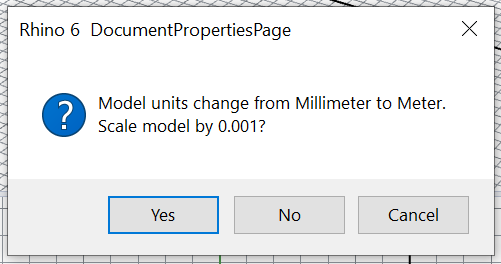 Rhino 6  DocumentPropertiesPage
Model units change from Millimeter to Meter.
Scale model by 0.001?
Yes
No
Cancel